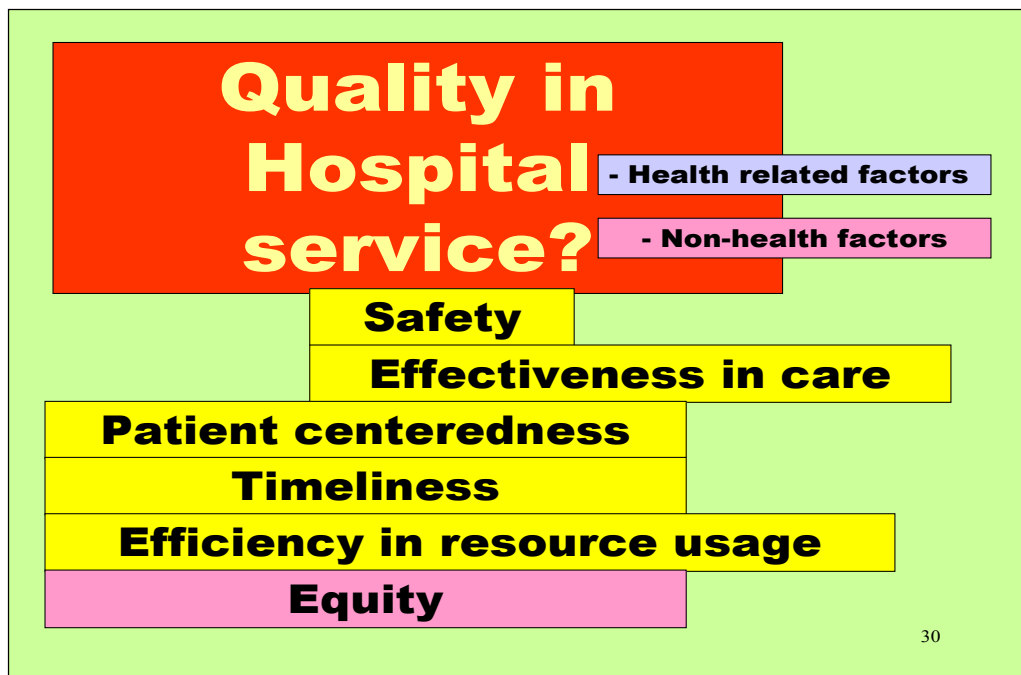 Quality in
Hospital
service?
- Health related factors
- Non-health factors
Safety
Effectiveness in care
Patient centeredness
Timeliness
Efficiency in resource usage
Equity
30